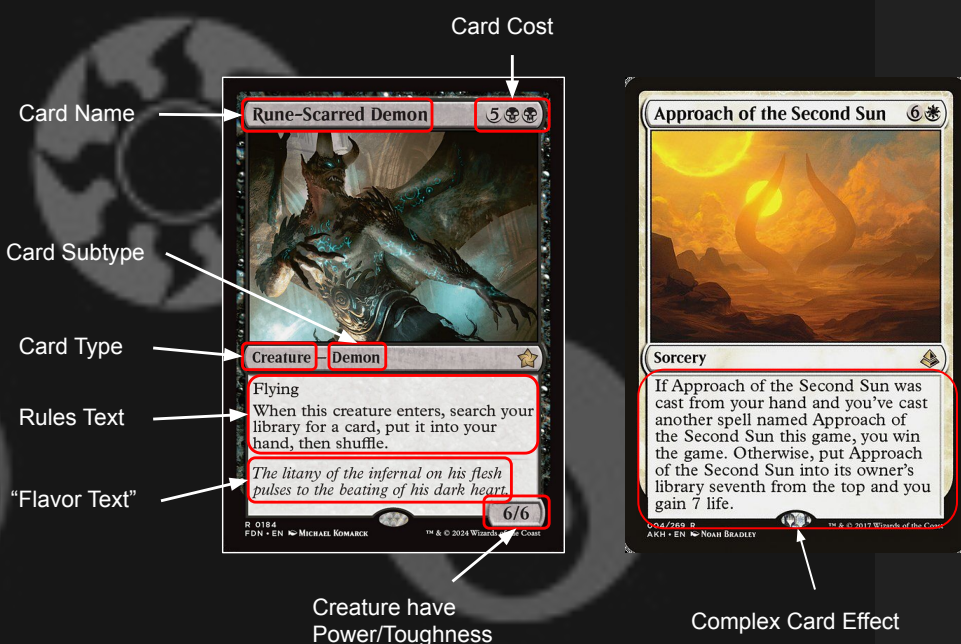 Card Cost
Card Name
Rune-Scarred Demon 5
Approach of the Second Sun 6
Card Subtype
Card Type
Creature – Demon
Sorcery
Rules Text
Flying
When this creature enters, search your
library for a card, put it into your
hand, then shuffle.
If Approach of the Second Sun was
cast from your hand and you've cast
another spell named Approach of
the Second Sun this game, you win
the game. Otherwise, put Approach
of the Second Sun into its owner's
library seventh from the top and you
gain 7 life.
“Flavor Text”
The litany of the infernal on his flesh
pulses to the beating of his dark heart.
6/6
R 0184
FDN • EN MICHAEL KOMARCK
™ & © 2024 Wizards of the Coast
004/269 R
AKH • EN NOAH BRADLEY
™ & © 2017 Wizards of the Coast
Creature have
Power/Toughness
Complex Card Effect